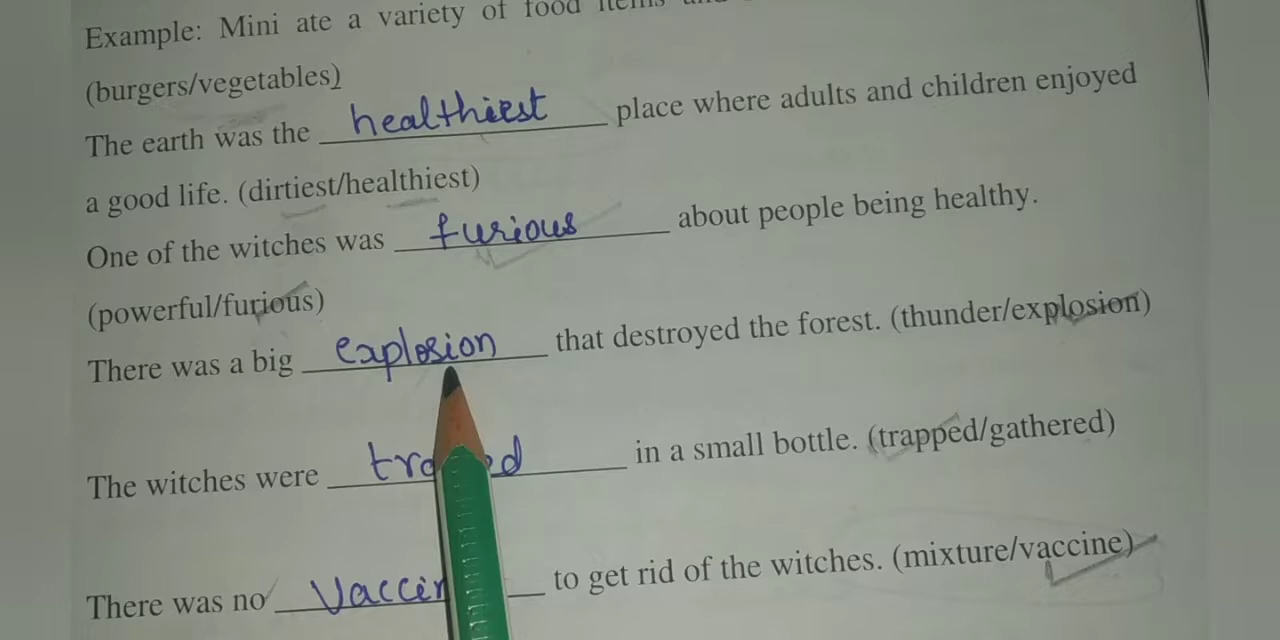 Example: Mini ate a variety of food items
(burgers/vegetables)
The earth was the healthiest place where adults and children enjoyed
a good life. (dirtiest/healthiest)
One of the witches was furious about people being healthy.
(powerful/furious)
There was a big explosion that destroyed the forest. (thunder/explosion)
The witches were in a small bottle. (trapped/gathered)
There was no to get rid of the witches. (mixture/vaccine)